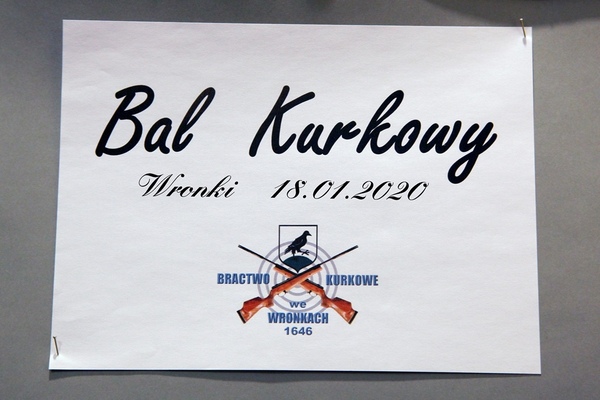 Bal Kurkowy
Wronki 18.01.2020
BRACTWO KURKOWE
we
WRONKACH
1646